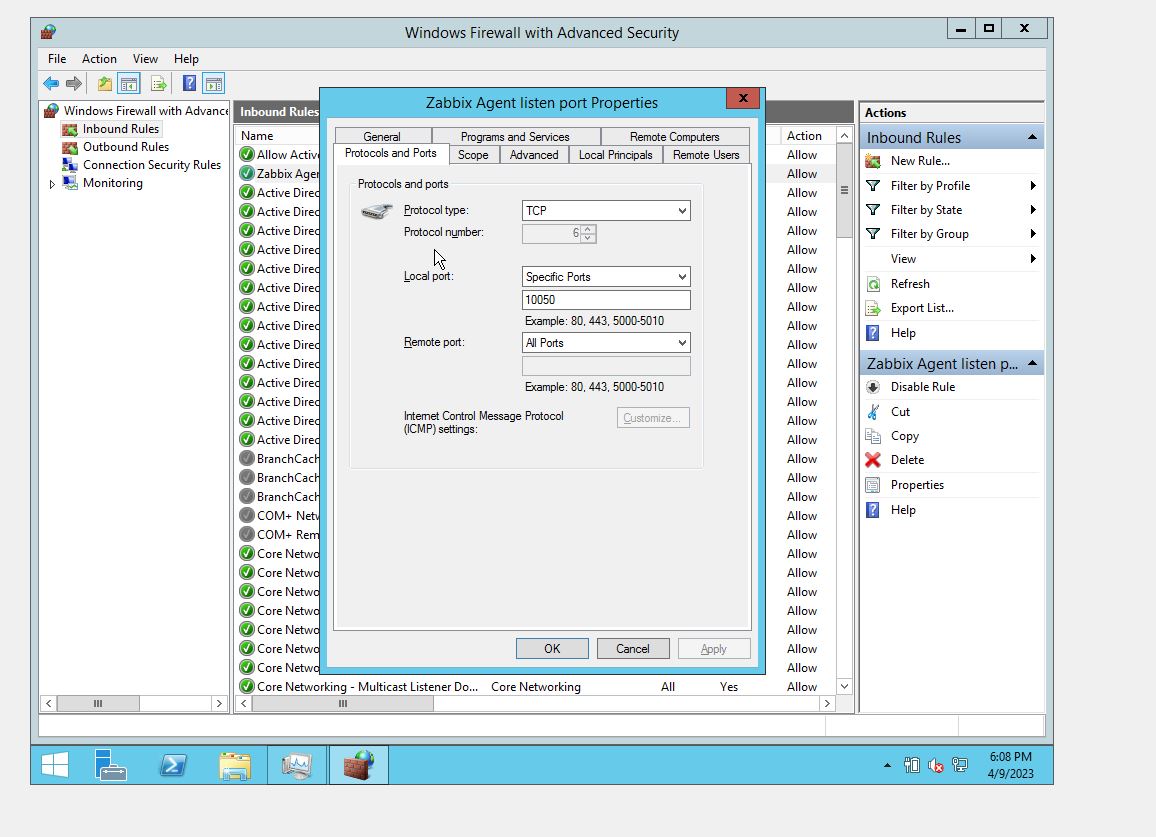 Windows Firewall with Advanced Security
File Action View Help
Windows Firewall with Advance
Inbound Rules
Outbound Rules
Connection Security Rules
Monitoring
Inbound Rules
Name
Action
Allow Active
Allow
Zabbix Agen
Allow
Active Direc
Allow
Active Direc
Allow
Active Direc
Allow
Active Direc
Allow
Active Direc
Allow
Active Direc
Allow
Active Direc
Allow
Active Direc
Allow
Active Direc
Allow
Active Direc
Allow
Active Direc
Allow
Active Direc
Allow
Active Direc
Allow
Active Direc
Allow
BranchCach
Allow
BranchCach
Allow
BranchCach
Allow
COM+ Netw
Allow
COM+ Rem
Allow
Core Netwo
Allow
Core Netwo
Allow
Core Netwo
Allow
Core Netwo
Allow
Core Netwo
Allow
Core Netwo
Allow
Core Netwo
Allow
Core Networking - Multicast Listener Do... Core Networking All Yes Allow
Zabbix Agent listen port Properties
x
General Programs and Services Remote Computers
Protocols and Ports Scope Advanced Local Principals Remote Users
Protocols and ports
Protocol type: TCP
Protocol number: 6
Local port: Specific Ports
10050
Example: 80, 443, 5000-5010
Remote port: All Ports
Example: 80, 443, 5000-5010
Internet Control Message Protocol
(ICMP) settings:
Customize...
OK Cancel Apply
Actions
Inbound Rules
New Rule...
Filter by Profile
Filter by State
Filter by Group
View
Refresh
Export List...
Help
Zabbix Agent listen p...
Disable Rule
Cut
Copy
Delete
Properties
Help
6:08 PM
4/9/2023